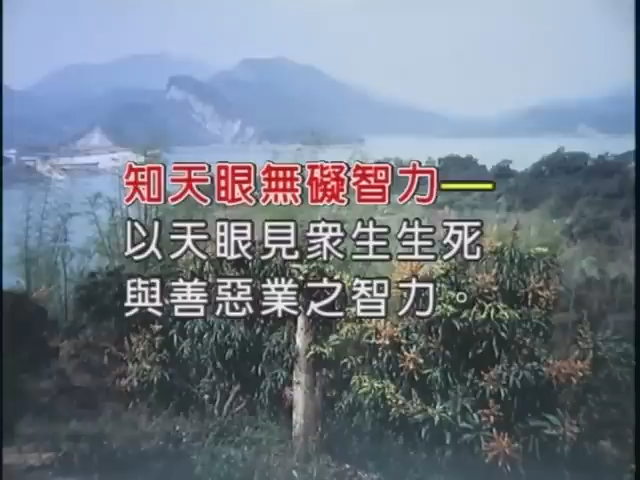 知天眼無礙智力—
以天眼見眾生生死
與善惡業之智力。